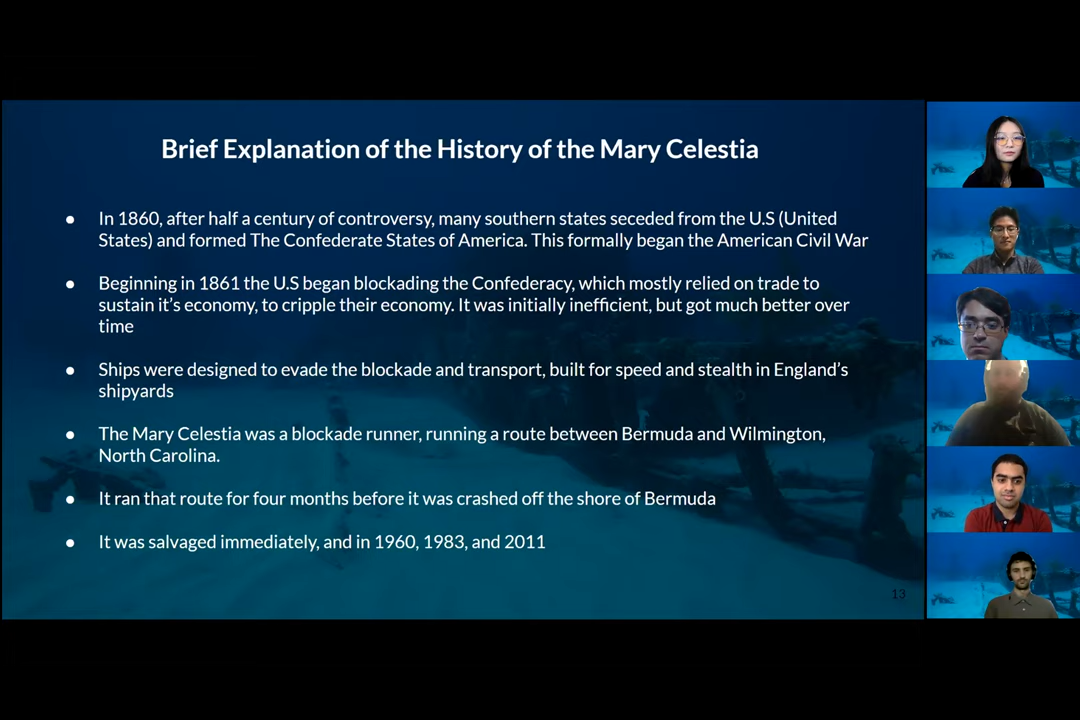 Brief Explanation of the History of the Mary Celestia
● In 1860, after half a century of controversy, many southern states seceded from the U.S (United
States) and formed The Confederate States of America. This formally began the American Civil War
● Beginning in 1861 the U.S began blockading the Confederacy, which mostly relied on trade to
sustain it's economy, to cripple their economy. It was initially inefficient, but got much better over
time
● Ships were designed to evade the blockade and transport, built for speed and stealth in England's
shipyards
● The Mary Celestia was a blockade runner, running a route between Bermuda and Wilmington,
North Carolina.
● It ran that route for four months before it was crashed off the shore of Bermuda
● It was salvaged immediately, and in 1960, 1983, and 2011
13